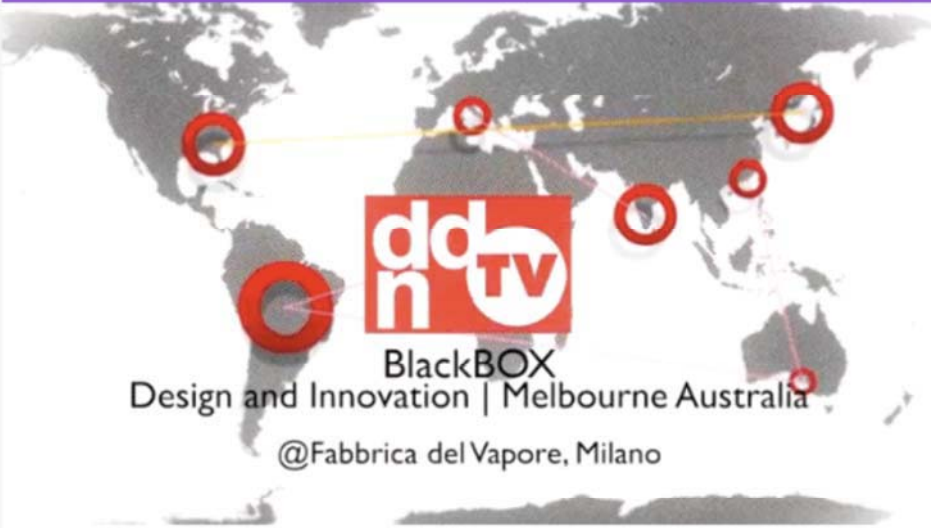 dd
n TV
BlackBOX
Design and Innovation | Melbourne Australia
@Fabbrica del Vapore, Milano